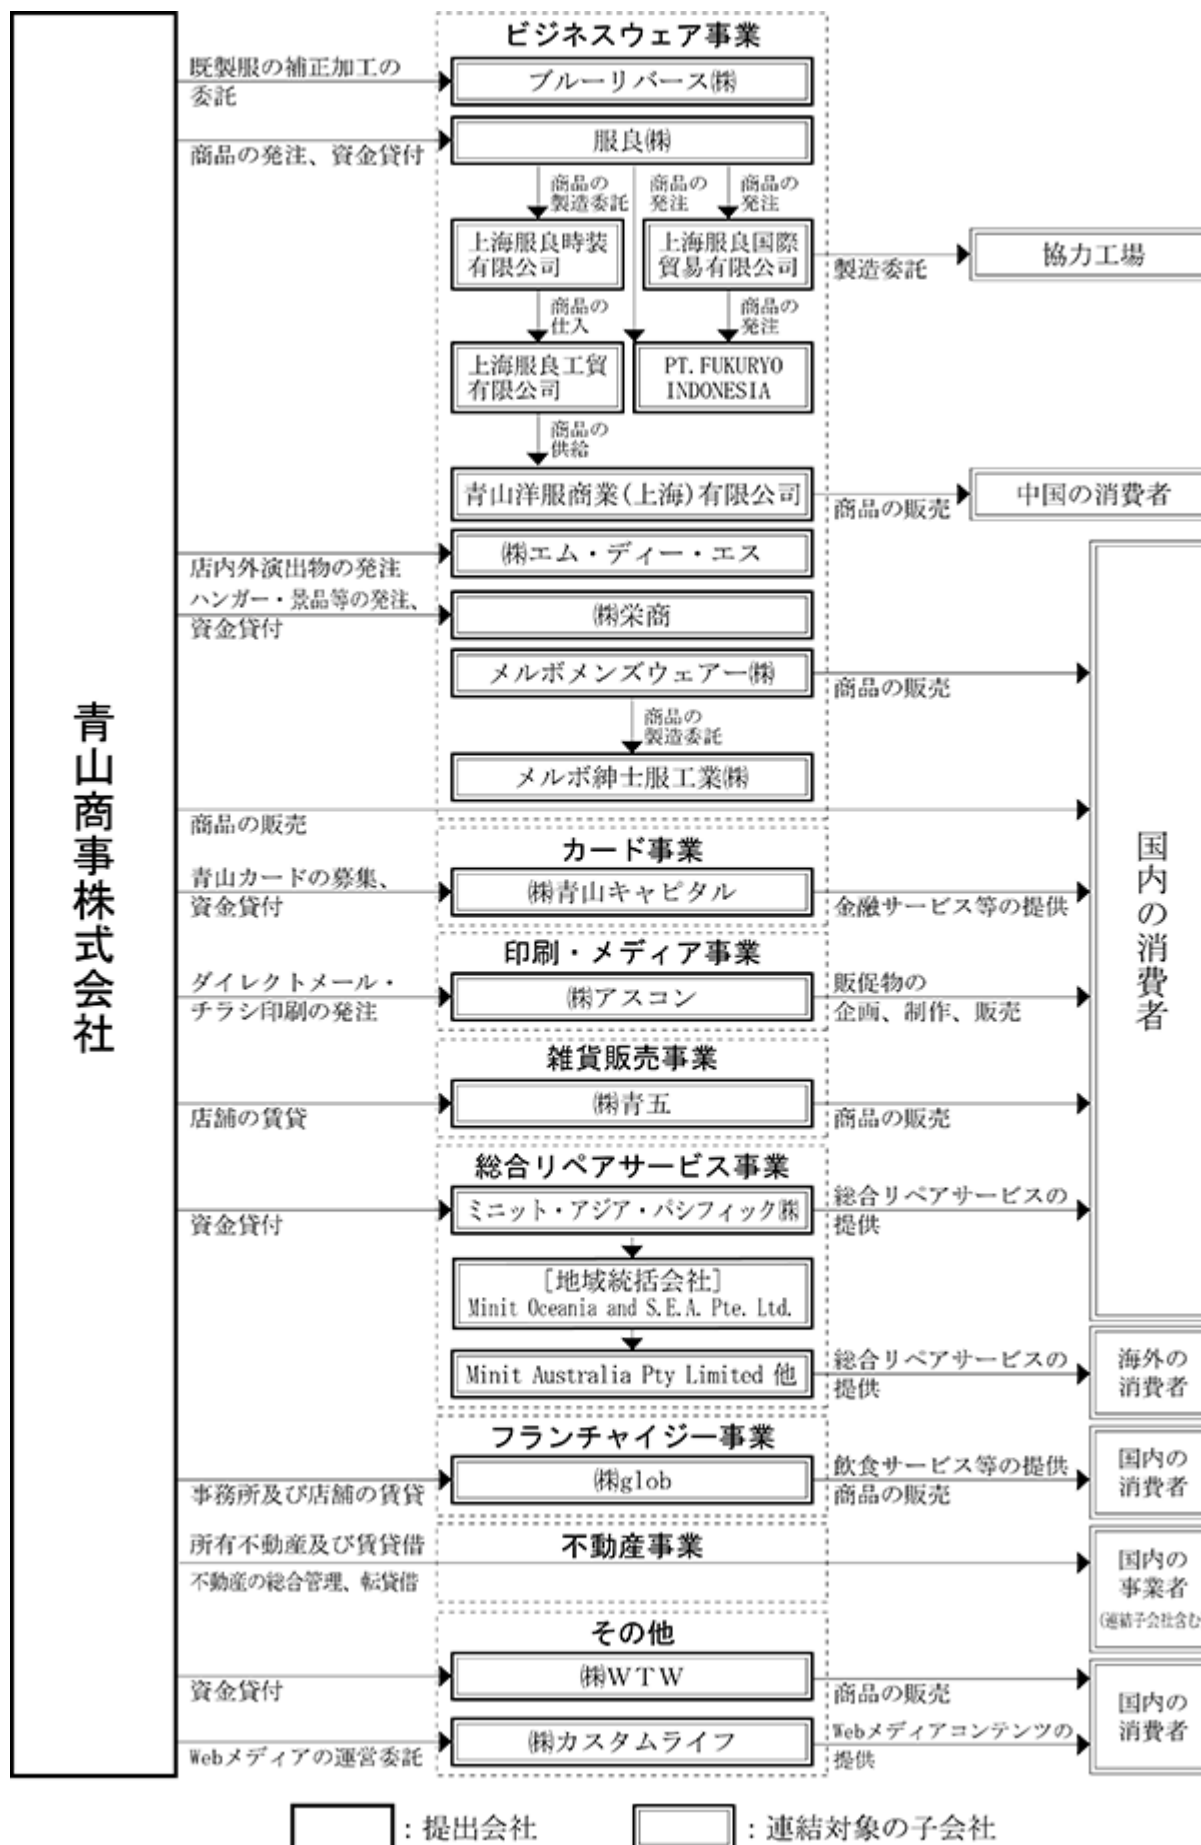 青山商事株式会社
ビジネスウェア事業
既製服の補正加工の
委託
ブルーリバース㈱
商品の発注、資金貸付
服良㈱
商品の
製造委託
商品の
発注
商品の
発注
上海服良時装
有限公司
上海服良国際
貿易有限公司
製造委託
協力工場
商品の
仕入
商品の
発注
上海服良工貿
有限公司
PT. FUKURYO
INDONESIA
商品の
供給
青山洋服商業(上海)有限公司
商品の販売
中国の消費者
店内外演出物の発注
㈱エム・ディー・エス
ハンガー・景品等の発注、
資金貸付
㈱栄商
メルボメンズウェアー㈱
商品の販売
商品の
製造委託
メルボ紳士服工業㈱
商品の販売
国内の消費者
カード事業
青山カードの募集、
資金貸付
㈱青山キャピタル
金融サービス等の提供
印刷・メディア事業
ダイレクトメール・
チラシ印刷の発注
㈱アスコン
販促物の
企画、制作、販売
雑貨販売事業
店舗の賃貸
㈱青五
商品の販売
総合リペアサービス事業
資金貸付
ミニット・アジア・パシフィック㈱
総合リペアサービスの
提供
[地域統括会社]
Minit Oceania and S.E.A. Pte. Ltd.
Minit Australia Pty Limited 他
総合リペアサービスの
提供
海外の
消費者
フランチャイジー事業
事務所及び店舗の賃貸
㈱glob
飲食サービス等の提供
商品の販売
国内の
消費者
不動産事業
所有不動産及び賃貸借
不動産の総合管理、転貸借
国内の
事業者
(連結子会社含む
その他
資金貸付
㈱WTW
商品の販売
国内の
消費者
Webメディアの運営委託
㈱カスタムライフ
Webメディアコンテンツの
提供
：提出会社
：連結対象の子会社